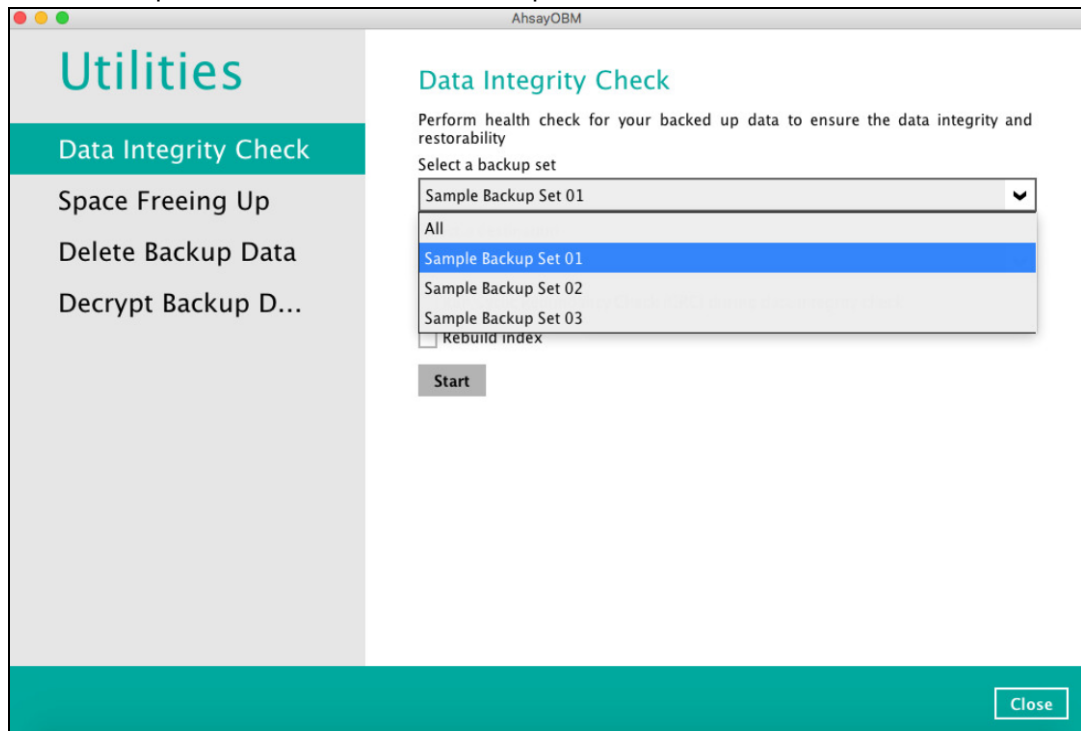 AhsayOBM
Utilities
Data Integrity Check
Space Freeing Up
Delete Backup Data
Decrypt Backup D...
Data Integrity Check
Perform health check for your backed up data to ensure the data integrity and
restorability
Select a backup set
Sample Backup Set 01
All
Sample Backup Set 01
Sample Backup Set 02
Sample Backup Set 03
Rebuild index
Start
Close